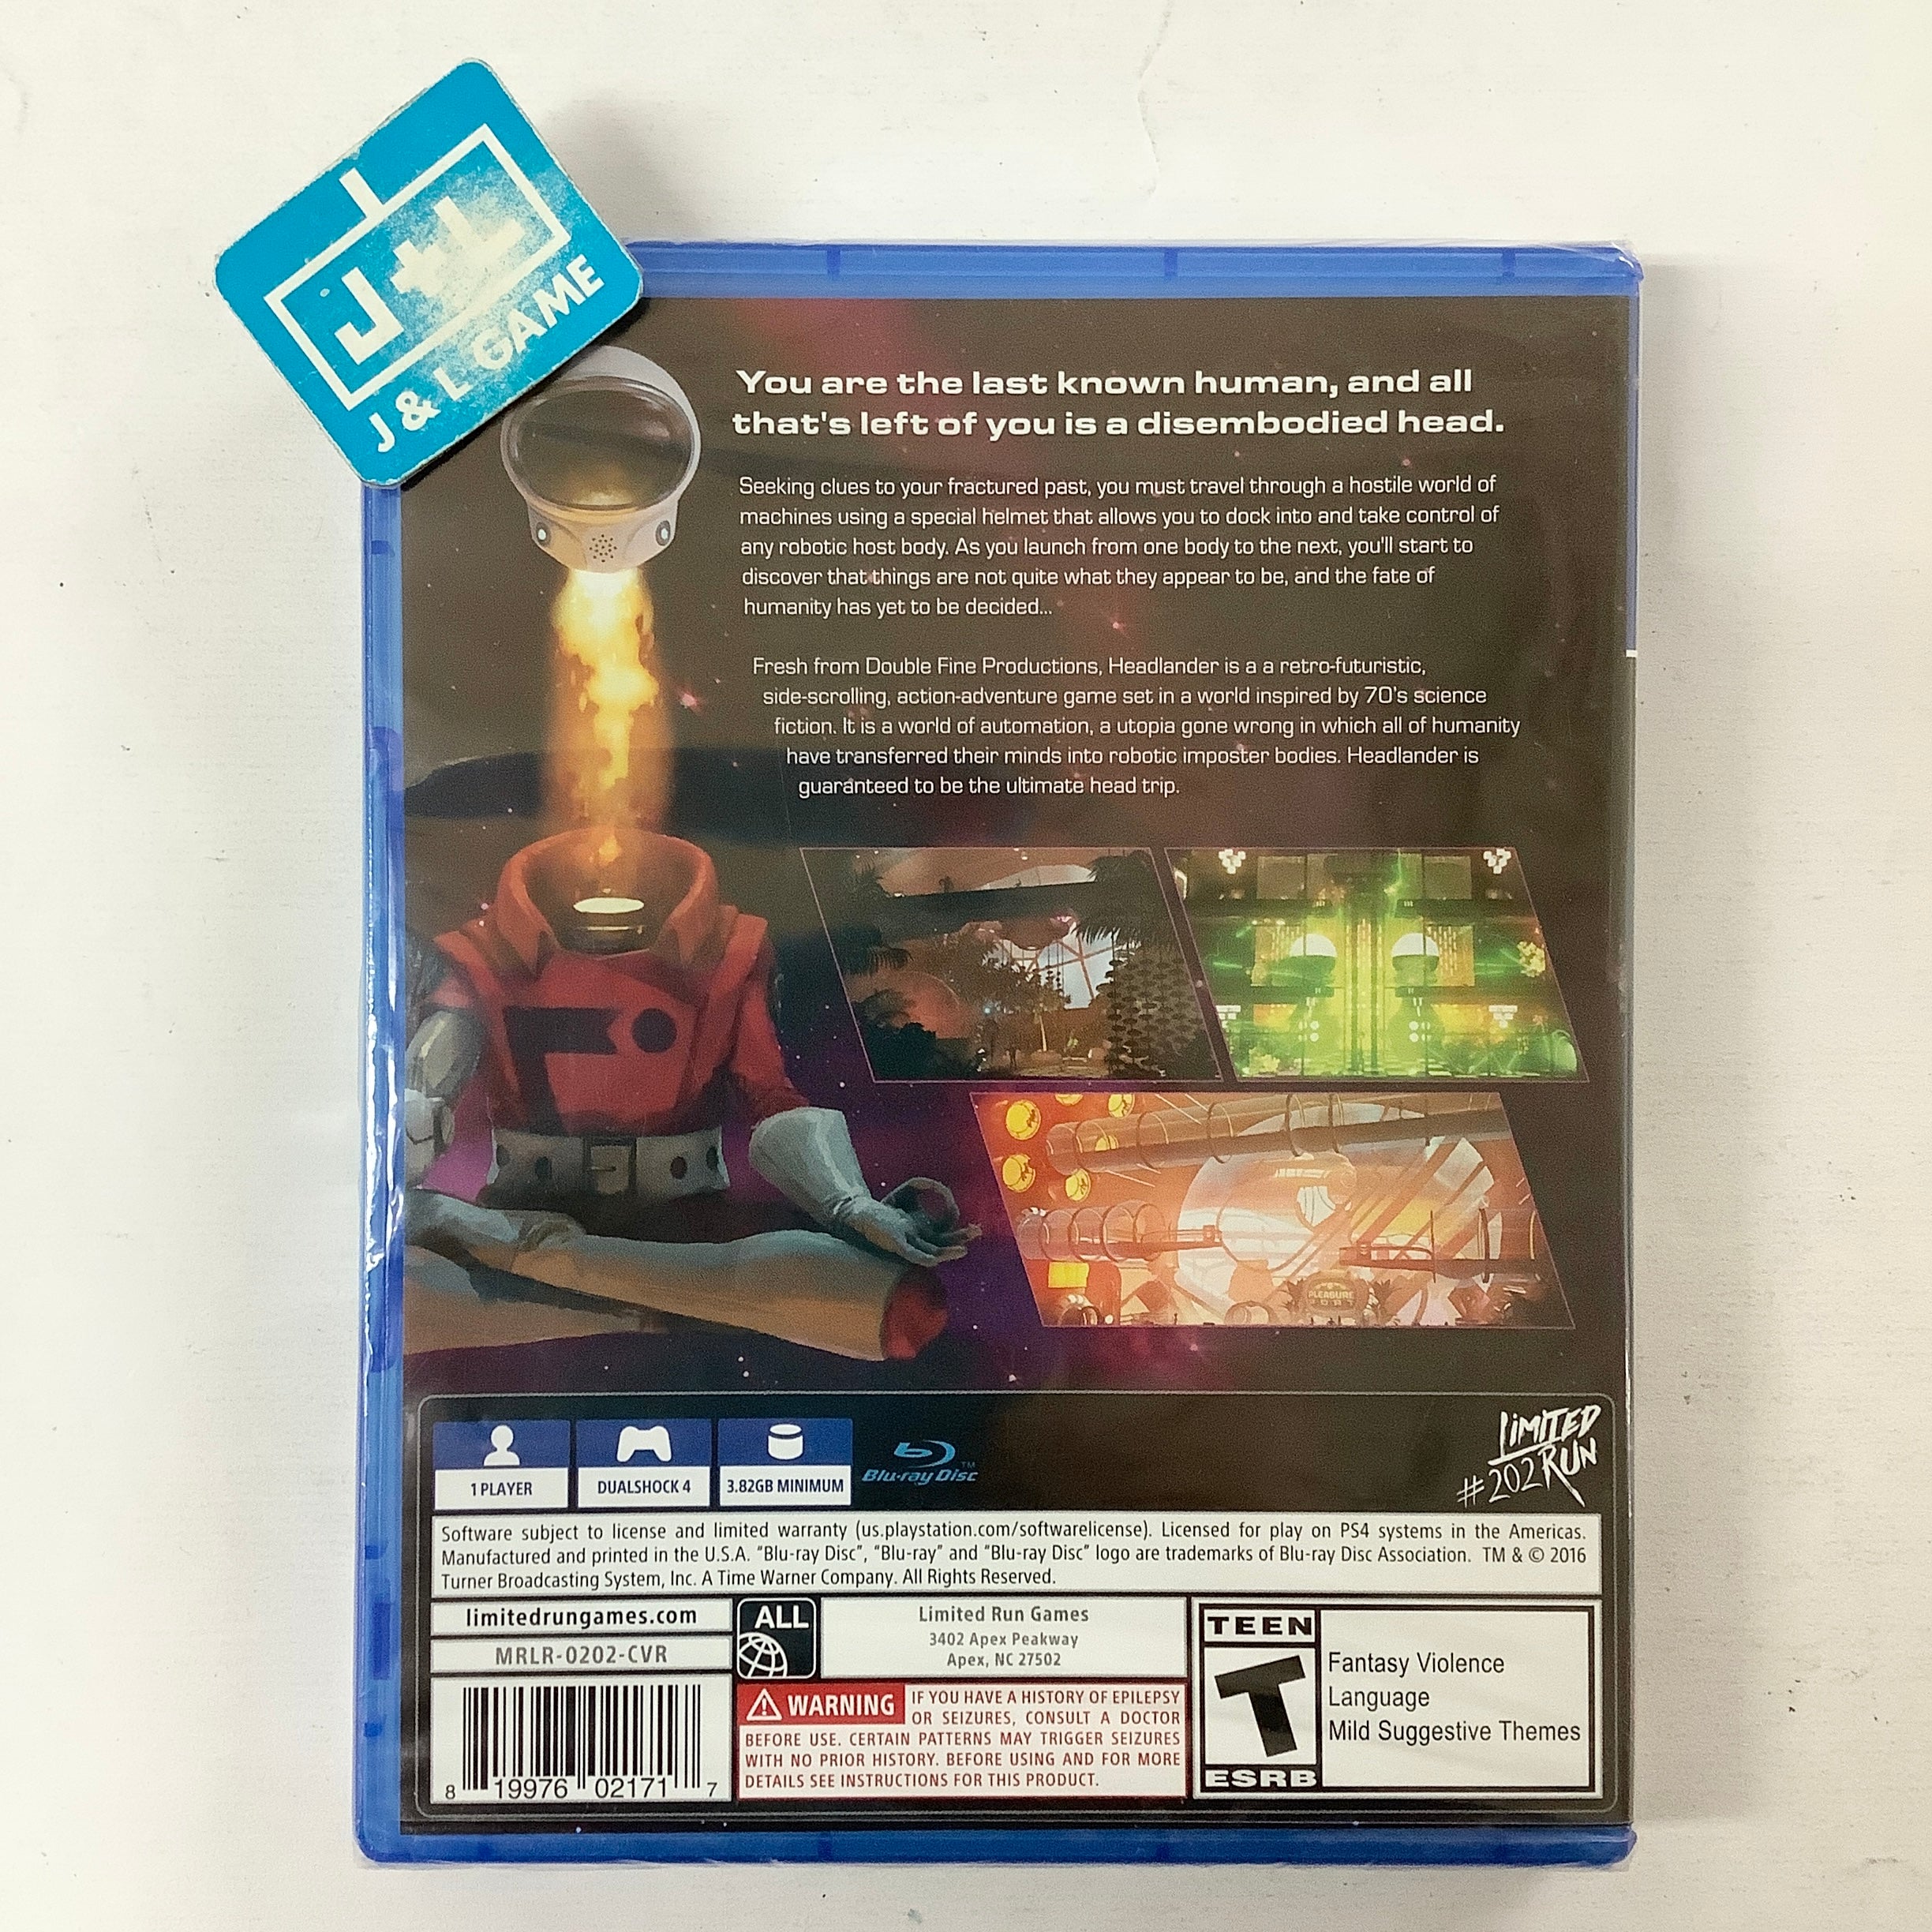 J&L
J & L GAME
You are the last known human, and all
that's left of you is a disembodied head.
Seeking clues to your fractured past, you must travel through a hostile world of
machines using a special helmet that allows you to dock into and take control of
any robotic host body. As you launch from one body to the next, you'll start to
discover that things are not quite what they appear to be, and the fate of
humanity has yet to be decided...
Fresh from Double Fine Productions, Headlander is a a retro-futuristic,
side-scrolling, action-adventure game set in a world inspired by 70's science
fiction. It is a world of automation, a utopia gone wrong in which all of humanity
have transferred their minds into robotic imposter bodies. Headlander is
guaranteed to be the ultimate head trip.
PLEASURE
PORT
1 PLAYER
DUALSHOCK 4
3.82GB MINIMUM
Blu-ray Disc™
LIMITED
#202 RUN
Software subject to license and limited warranty (us.playstation.com/softwarelicense). Licensed for play on PS4 systems in the Americas.
Manufactured and printed in the U.S.A. “Blu-ray Disc”, “Blu-ray” and “Blu-ray Disc” logo are trademarks of Blu-ray Disc Association. TM & © 2016
Turner Broadcasting System, Inc. A Time Warner Company. All Rights Reserved.
limitedrungames.com
MRLR-0202-CVR
8 19976 02171 7
ALL
Limited Run Games
3402 Apex Peakway
Apex, NC 27502
WARNING IF YOU HAVE A HISTORY OF EPILEPSY
OR SEIZURES, CONSULT A DOCTOR
BEFORE USE. CERTAIN PATTERNS MAY TRIGGER SEIZURES
WITH NO PRIOR HISTORY. BEFORE USING AND FOR MORE
DETAILS SEE INSTRUCTIONS FOR THIS PRODUCT.
TEEN
T
ESRB
Fantasy Violence
Language
Mild Suggestive Themes